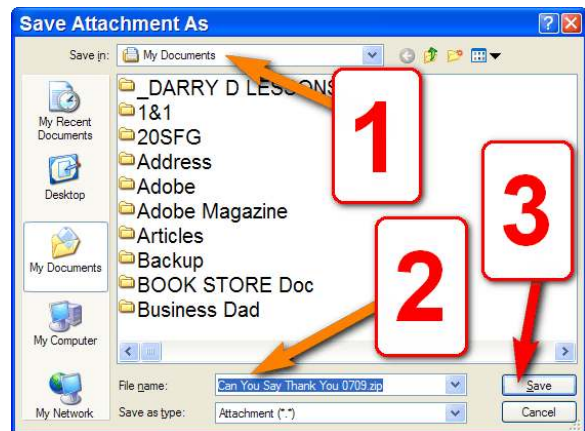 Save Attachment As
Save in: My Documents
My Recent
Documents
Desktop
My Documents
My Computer
My Network
_DARRY D LESSONS
1&1
20SFG
Address
Adobe
Adobe Magazine
Articles
Backup
BOOK STORE Doc
Business Dad
1
2
3
File name: Can You Say Thank You 0709.zip Save
Save as type: Attachment (*.*) Cancel